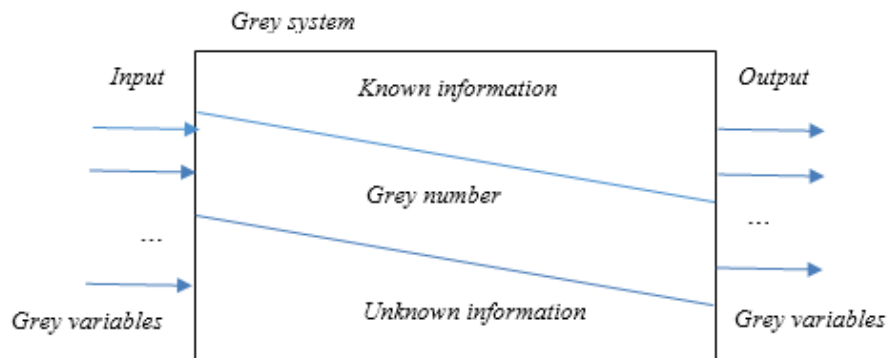 Grey system
Input
Known information
Output
Grey number
...
...
Unknown information
Grey variables
Grey variables